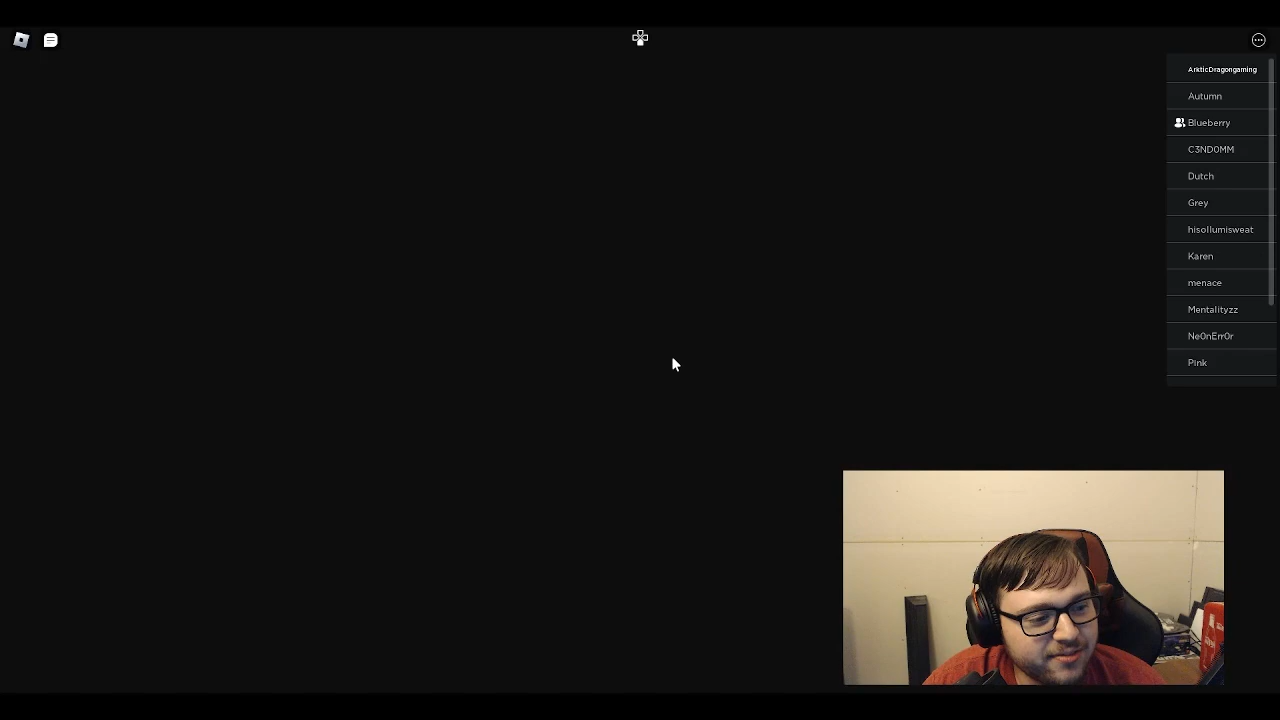 ArkticDragongaming
Autumn
Blueberry
C3ND0MM
Dutch
Grey
hisollumisweat
Karen
menace
Mentalityzz
Ne0nErr0r
Pink